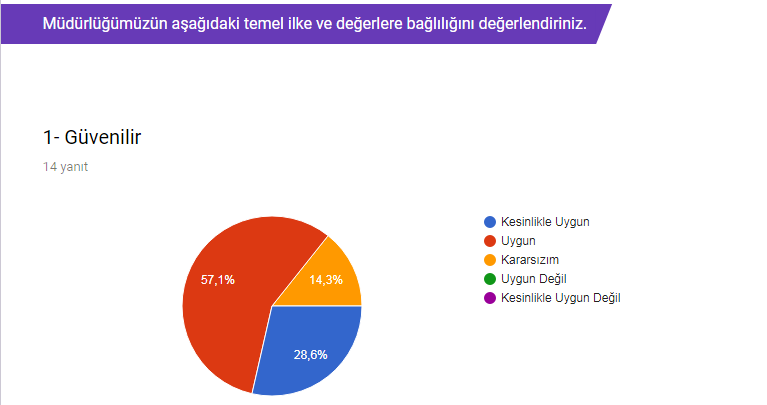 Müdürlüğümüzün aşağıdaki temel ilke ve değerlere bağlılığını değerlendiriniz.
1- Güvenilir
14 yanıt
57,1%
14,3%
28,6%
Kesinlikle Uygun
Uygun
Kararsızım
Uygun Değil
Kesinlikle Uygun Değil